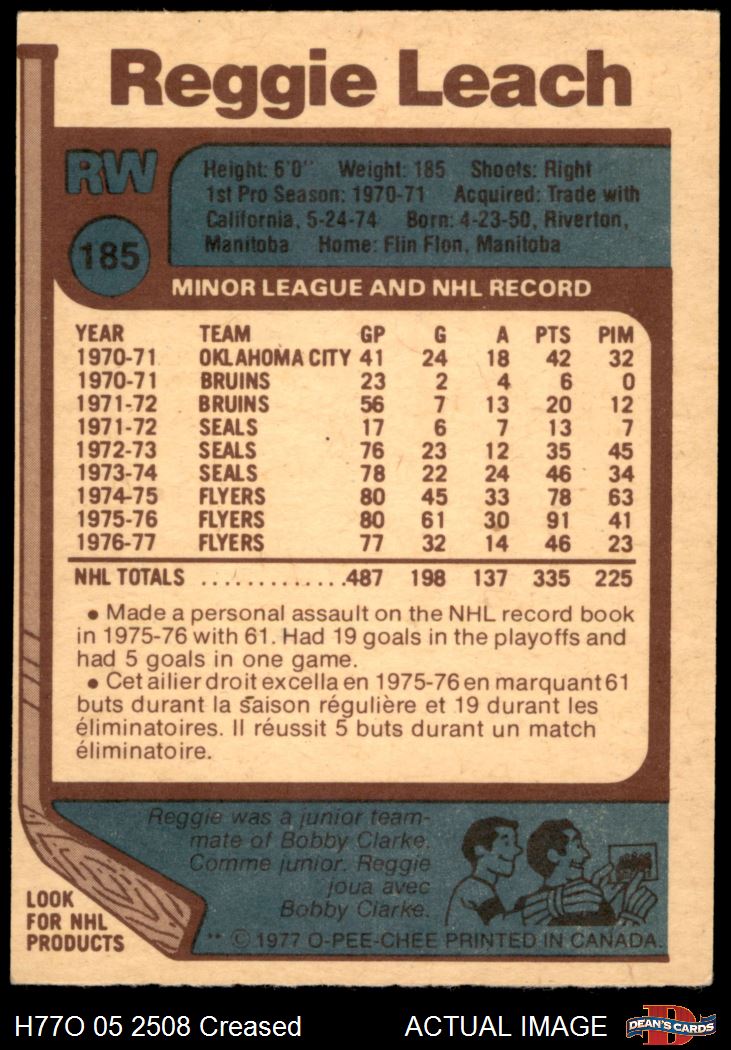 Reggie Leach
RW
185
Height: 6'0" Weight: 185 Shoots: Right
1st Pro Season: 1970-71 Acquired: Trade with
California, 5-24-74 Born: 4-23-50, Riverton,
Manitoba Home: Flin Flon, Manitoba
MINOR LEAGUE AND NHL RECORD
YEAR TEAM GP G A PTS PIM
1970-71 OKLAHOMA CITY 41 24 18 42 32
1970-71 BRUINS 23 2 4 6 0
1971-72 BRUINS 56 7 13 20 12
1971-72 SEALS 17 6 7 13 7
1972-73 SEALS 76 23 12 35 45
1973-74 SEALS 78 22 24 46 34
1974-75 FLYERS 80 45 33 78 63
1975-76 FLYERS 80 61 30 91 41
1976-77 FLYERS 77 32 14 46 23
NHL TOTALS .............487 198 137 335 225
• Made a personal assault on the NHL record book
in 1975-76 with 61. Had 19 goals in the playoffs and
had 5 goals in one game.
• Cet ailier droit excella en 1975-76 en marquant 61
buts durant la saison régulière et 19 durant les
éliminatoires. Il réussit 5 buts durant un match
éliminatoire.
Reggie was a junior team-
mate of Bobby Clarke.
Comme junior. Reggie
joua avec
Bobby Clarke.
LOOK
FOR NHL
PRODUCTS
** © 1977 O-PEE-CHEE PRINTED IN CANADA.
H77O 05 2508 Creased ACTUAL IMAGE
DEAN'S CARDS